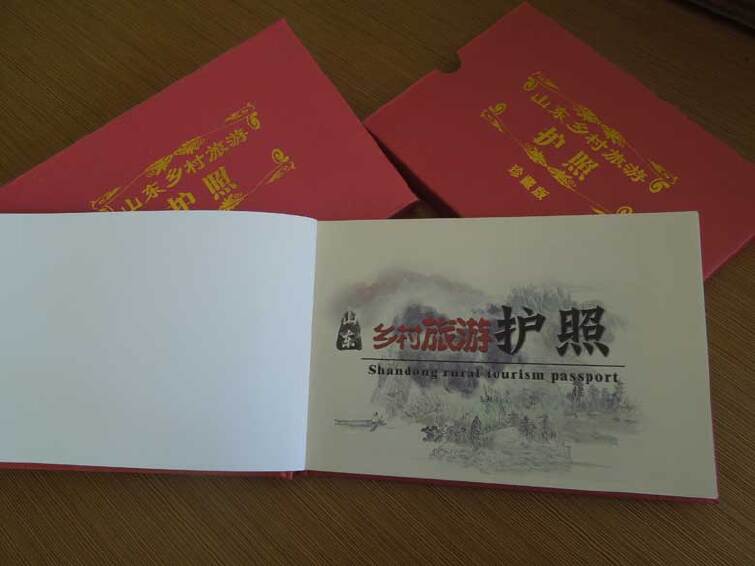 山东乡村旅游
护照
山东乡村旅游
护照
珍藏版
山东 乡村旅游护照
Shandong rural tourism passport